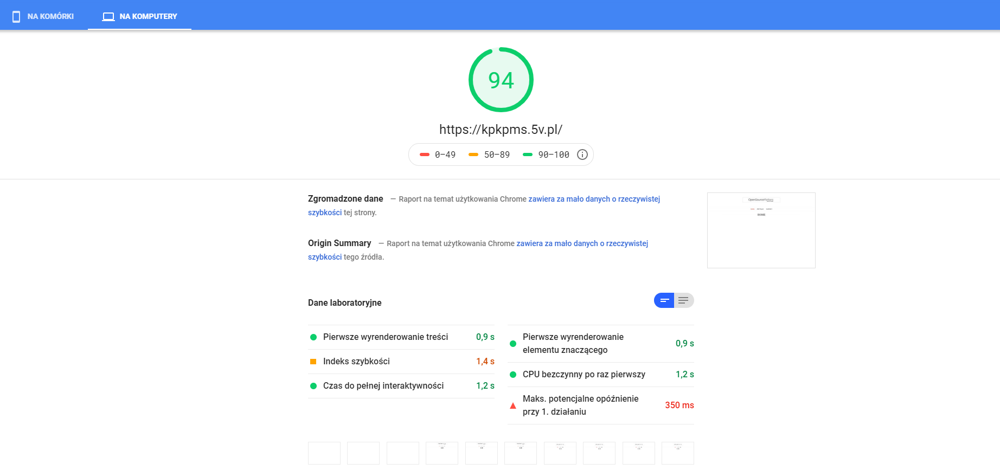 NA KOMÓRKI
NA KOMPUTERY
94
https://kpkpms.5v.pl/
0–49 50–89 90–100
Zgromadzone dane — Raport na temat użytkowania Chrome zawiera za mało danych o rzeczywistej
szybkości tej strony.
OpenSourceMatters
HOME
Origin Summary — Raport na temat użytkowania Chrome zawiera za mało danych o rzeczywistej
szybkości tego źródła.
Dane laboratoryjne
Pierwsze wyrenderowanie treści 0,9 s
Indeks szybkości 1,4 s
Czas do pełnej interaktywności 1,2 s
Pierwsze wyrenderowanie
elementu znaczącego 0,9 s
CPU bezczynny po raz pierwszy 1,2 s
Maks. potencjalne opóźnienie
przy 1. działaniu 350 ms